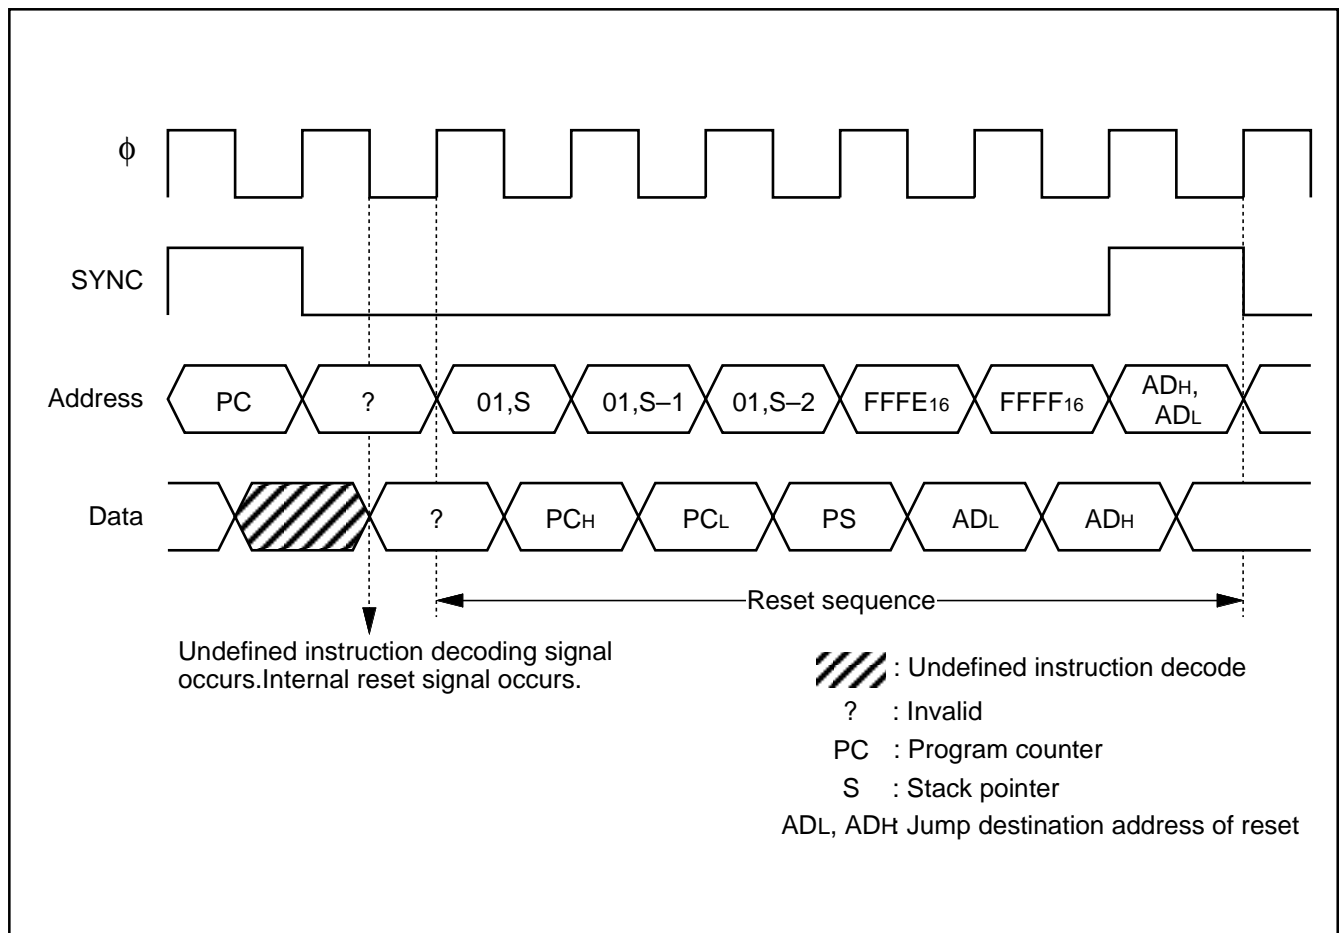 ϕ
SYNC
Address PC ? 01,S 01,S–1 01,S–2 FFFE16 FFFF16 ADH, ADL
Data ? PCH PCL PS ADL ADH
Reset sequence
Undefined instruction decoding signal
occurs.Internal reset signal occurs.
: Undefined instruction decode
? : Invalid
PC : Program counter
S : Stack pointer
ADL, ADH: Jump destination address of reset